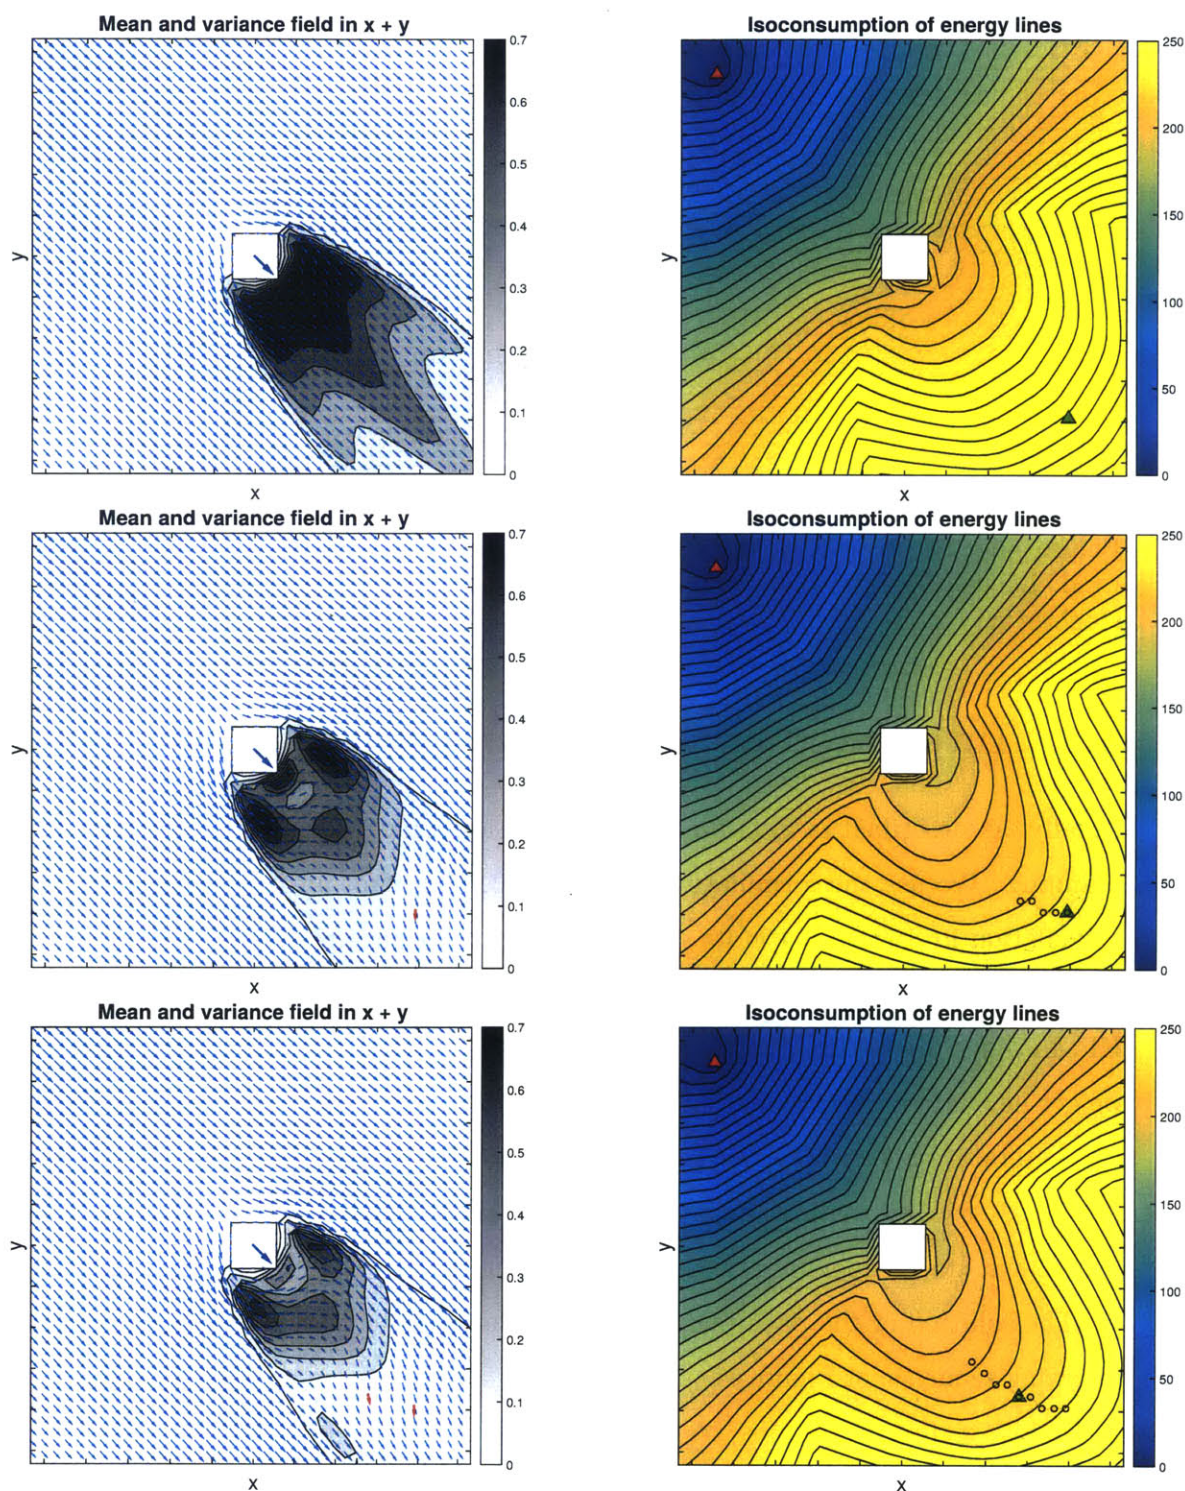 Mean and variance field in x + y
0.7
0.6
0.5
0.4
0.3
0.2
0.1
0
y
x
Isoconsumption of energy lines
250
200
150
100
50
0
y
x
Mean and variance field in x + y
0.7
0.6
0.5
0.4
0.3
0.2
0.1
0
y
x
Isoconsumption of energy lines
250
200
150
100
50
0
y
x
Mean and variance field in x + y
0.7
0.6
0.5
0.4
0.3
0.2
0.1
0
y
x
Isoconsumption of energy lines
250
200
150
100
50
0
y
x